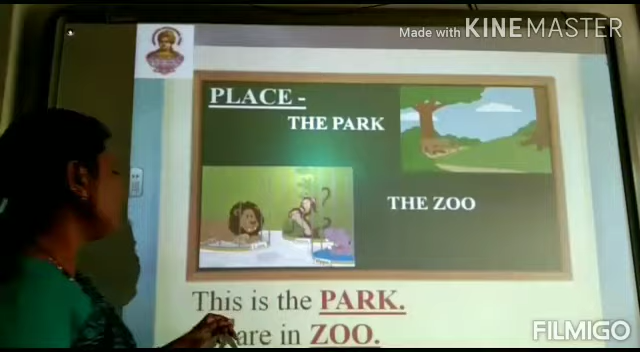 Made with KINEMASTER
PLACE -
THE PARK
THE ZOO
This is the PARK.
are in ZOO.
FILMIGO